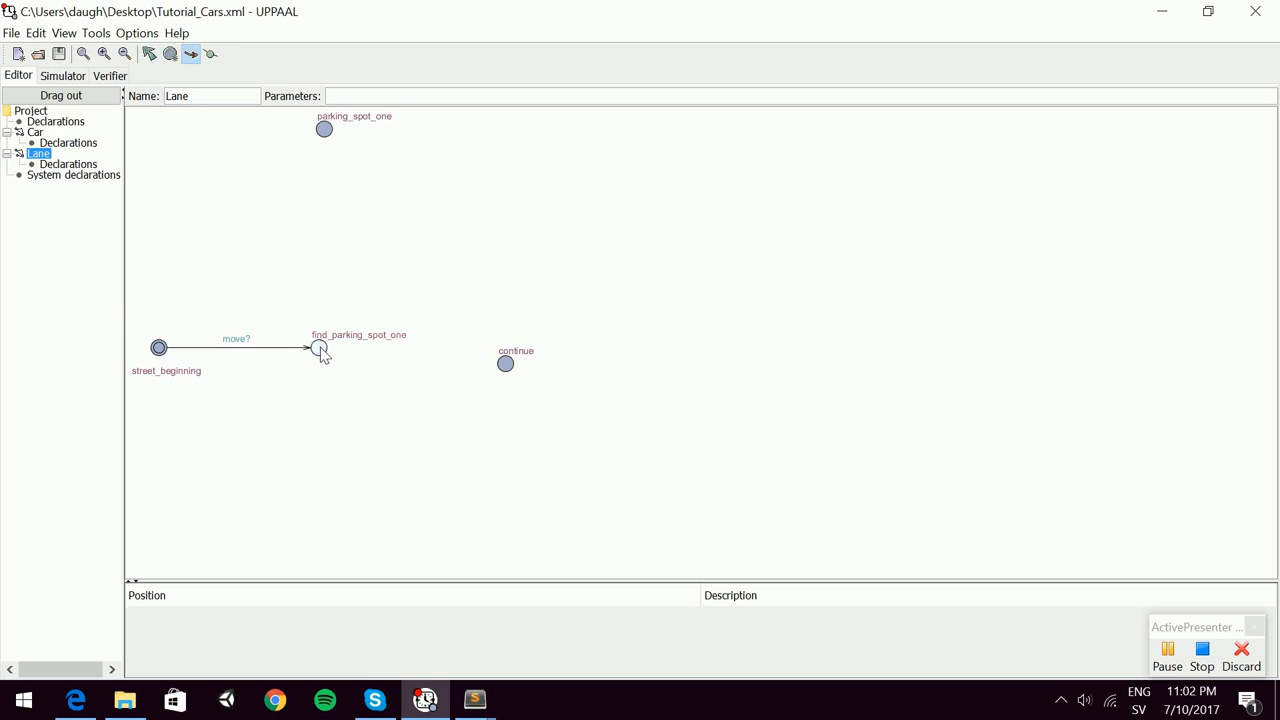 C:\Users\daugh\Desktop\Tutorial_Cars.xml - UPPAAL
File Edit View Tools Options Help
Editor Simulator Verifier
Drag out
Name: Lane Parameters:
Project
Declarations
Car
Declarations
Lane
Declarations
System declarations
parking_spot_one
move?
find_parking_spot_one
street_beginning
continue
Position Description
ActivePresenter ...
Pause Stop Discard
ENG 11:02 PM
SV 7/10/2017
1